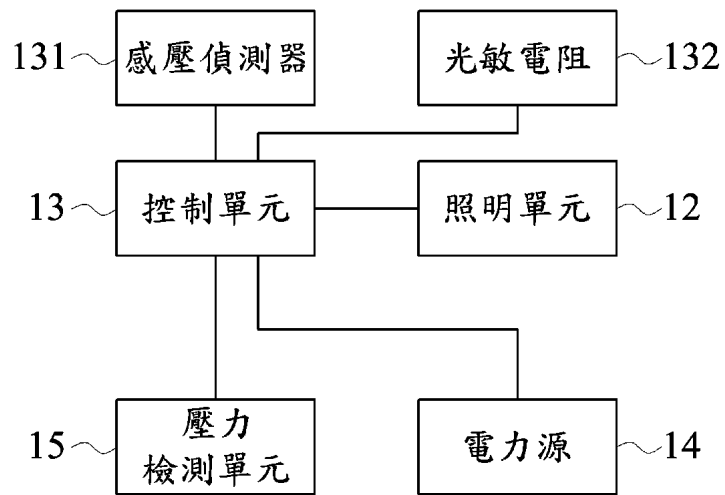 131 感壓偵測器
光敏電阻 132
13 控制單元
照明單元 12
15 壓力
檢測單元
電力源 14